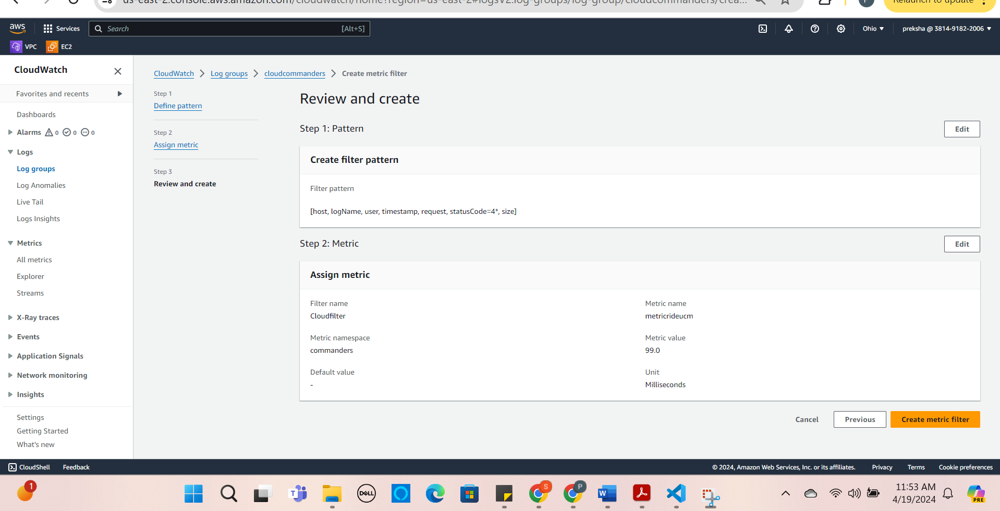 us-east-2.console.aws.amazon.com/cloudwatch/home?region=us-east-2#logsV2:log-groups/log-group/cloudcommanders/crea...
Relaunch to update
aws
Services
Search
[Alt+S]
Ohio
preksha @ 3814-9182-2006
VPC
EC2
CloudWatch
Favorites and recents
Dashboards
Alarms 0 0 0
Logs
Log groups
Log Anomalies
Live Tail
Logs Insights
Metrics
All metrics
Explorer
Streams
X-Ray traces
Events
Application Signals
Network monitoring
Insights
Settings
Getting Started
What's new
CloudWatch
Log groups
cloudcommanders
Create metric filter
Step 1
Define pattern
Step 2
Assign metric
Step 3
Review and create
Review and create
Step 1: Pattern
Edit
Create filter pattern
Filter pattern
[host, logName, user, timestamp, request, statusCode=4*, size]
Step 2: Metric
Edit
Assign metric
Filter name
Cloudfilter
Metric name
metricrideucm
Metric namespace
commanders
Metric value
99.0
Default value
-
Unit
Milliseconds
Cancel
Previous
Create metric filter
CloudShell
Feedback
© 2024, Amazon Web Services, Inc. or its affiliates.
Privacy
Terms
Cookie preferences
1
T
DELL
S
P
W
11:53 AM
4/19/2024
PRE